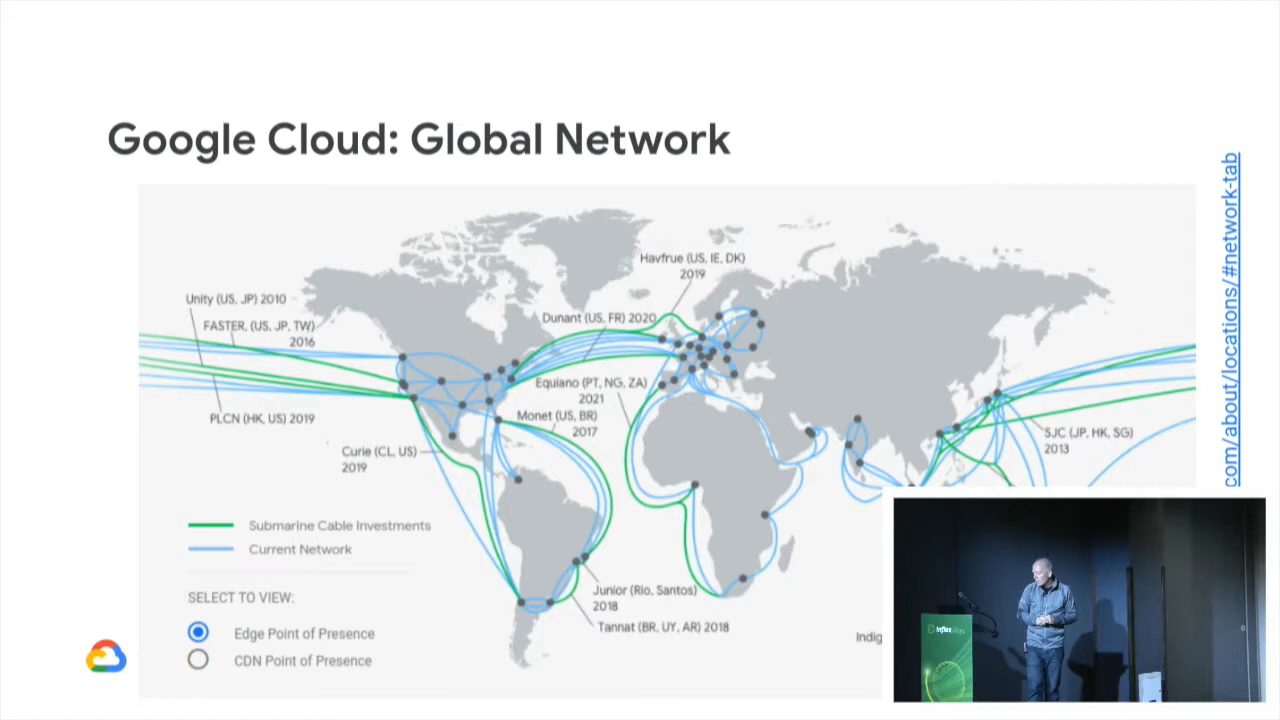 Google Cloud: Global Network
com/about/locations/#network-tab
Havfrue (US, IE, DK)
2019
Unity (US, JP) 2010
FASTER, (US, JP, TW)
2016
Dunant (US, FR) 2020
Equiano (PT, NG, ZA)
2021
PLCN (HK, US) 2019
Monet (US, BR)
2017
SJC (JP, HK, SG)
2013
Curie (CL, US)
2019
Submarine Cable Investments
Current Network
SELECT TO VIEW:
Edge Point of Presence
CDN Point of Presence
Junior (Rio, Santos)
2018
Tannat (BR, UY, AR) 2018
Indig